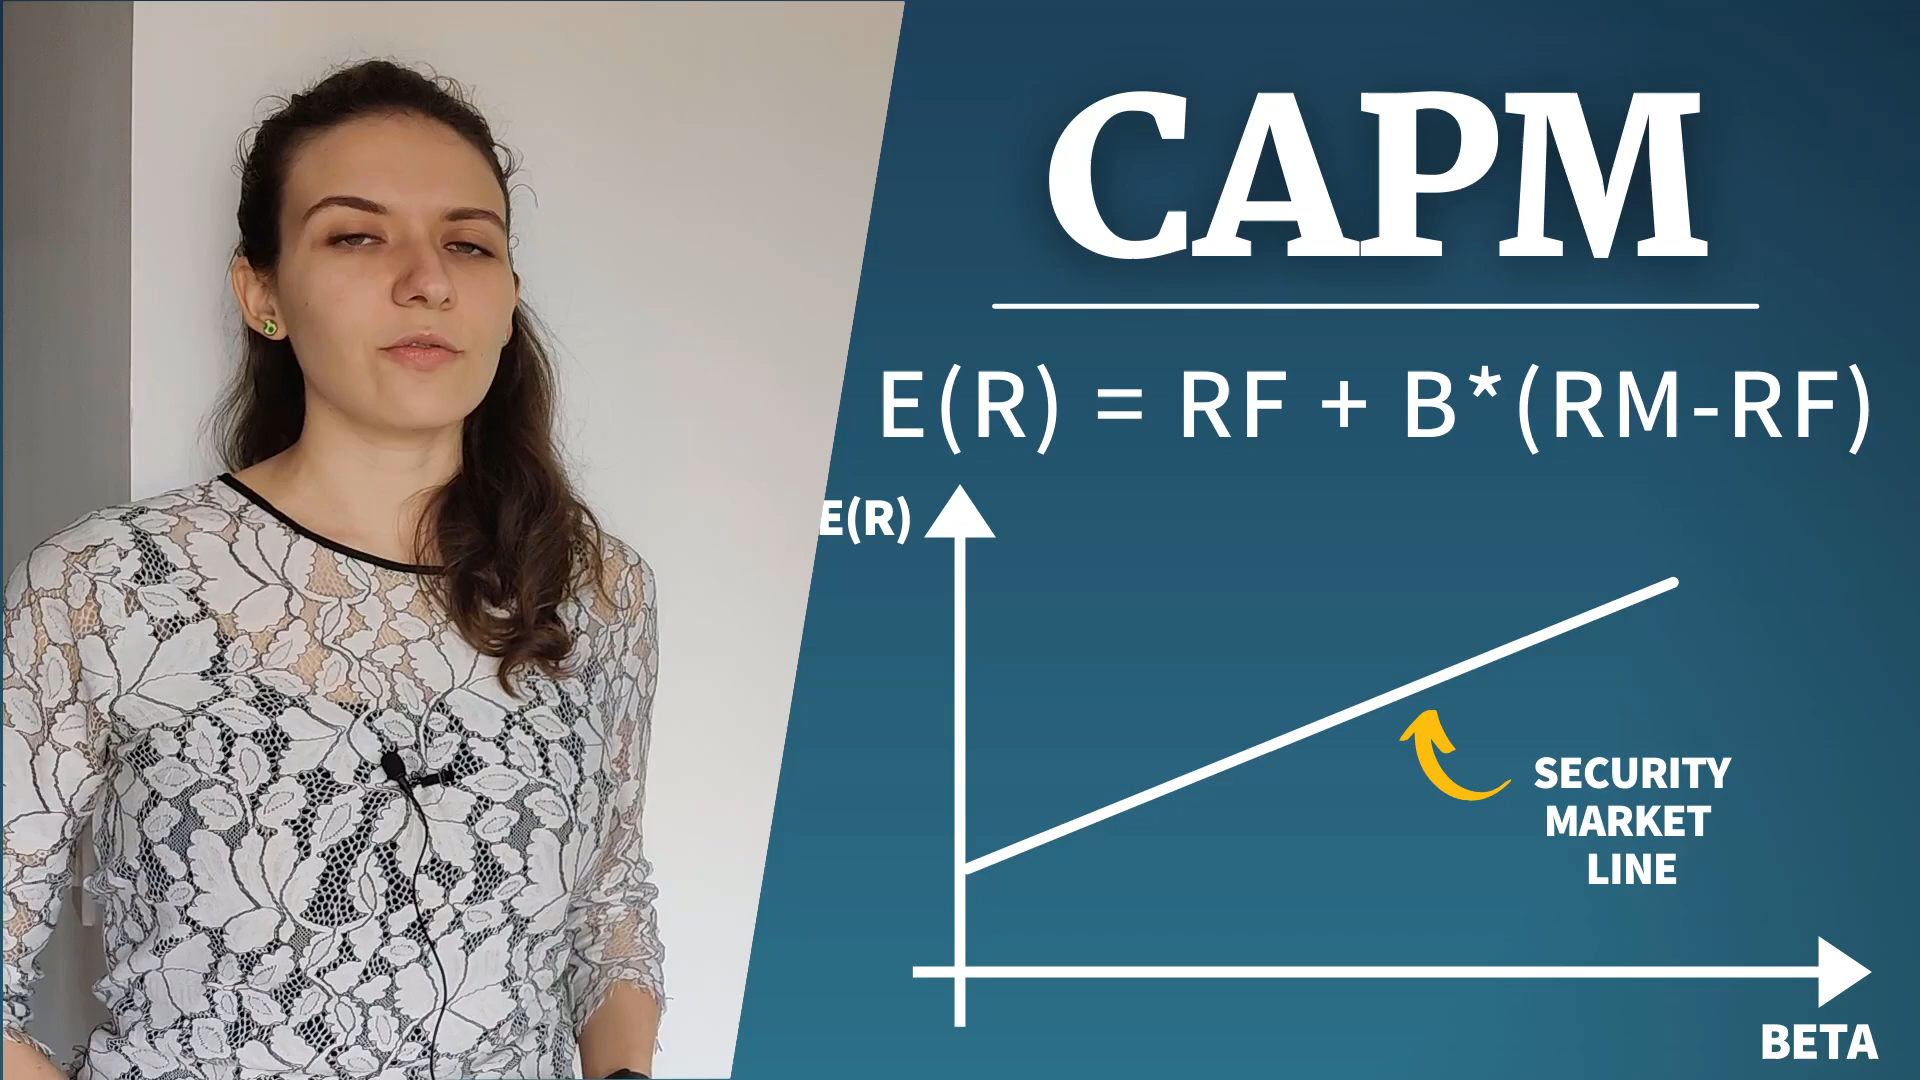 CAPM
E(R) = RF + B*(RM-RF)
E(R)
SECURITY
MARKET
LINE
BETA